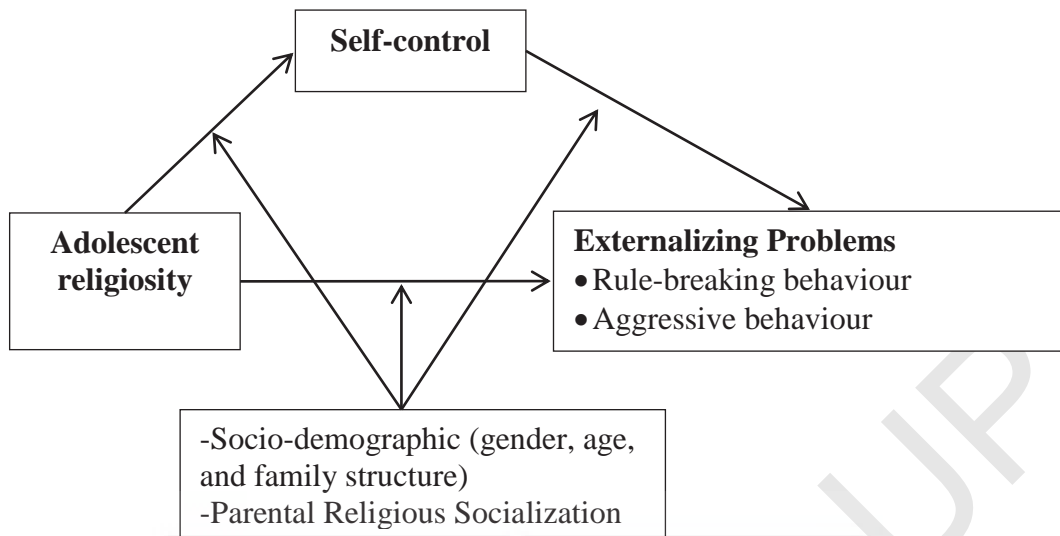 Self-control
Adolescent
religiosity
Externalizing Problems
•Rule-breaking behaviour
•Aggressive behaviour
-Socio-demographic (gender, age,
and family structure)
-Parental Religious Socialization
UP